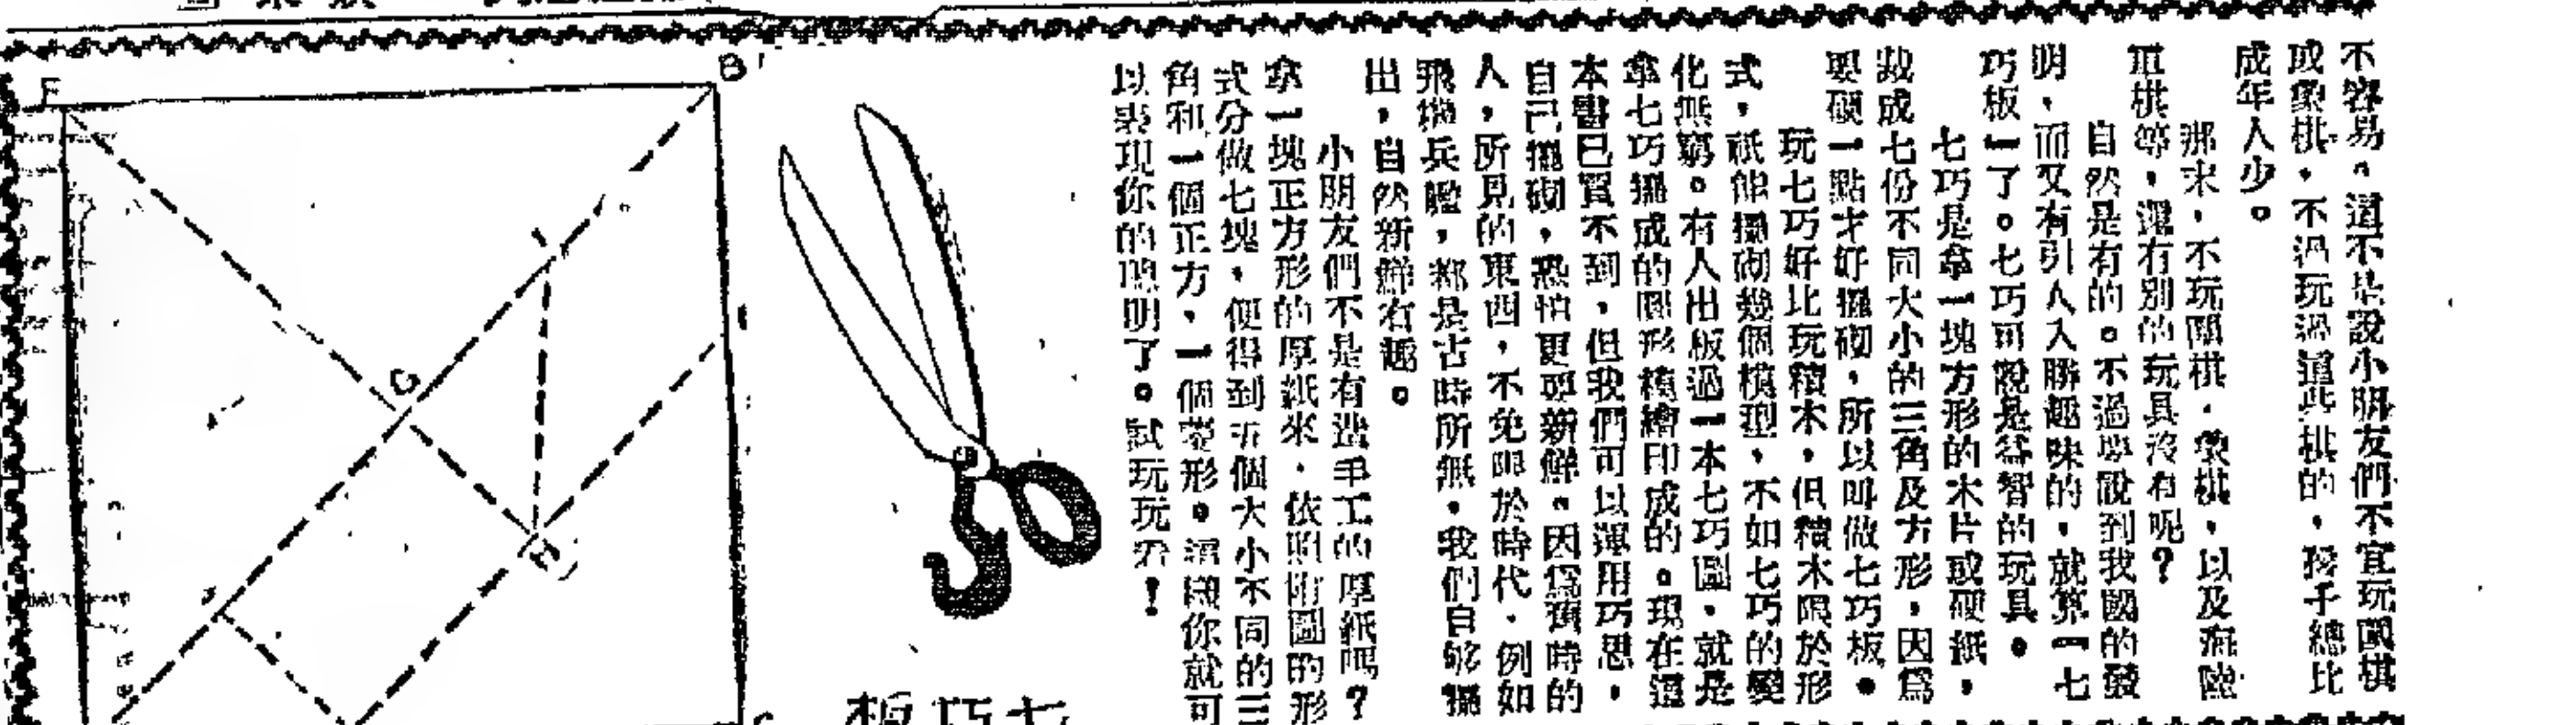 不容易。這不是說小朋友們不宜玩圍棋
或象棋，不過玩過這些棋的，揆手總比
成年人少。
那末，不玩圍棋，象棋，以及海陸
軍棋等，還有別的玩具沒有呢？
自然是有的。不過要說到我國的發
明，而又有引人入勝趣味的，就算「七
巧板」了。七巧可說是益智的玩具。
七巧是拿一塊方形的木片或硬紙，
裁成七份不同大小的三角及方形，因爲
要硬一點才好擺砌，所以叫做七巧板。
玩七巧好比玩積木，但積木限於形
式，祇能擺砌幾個模型，不如七巧的變
化無窮。有人出板過一本七巧圖，就是
拿七巧擺成的圖形模繪印成的。現在這
本書已買不到，但我們可以運用巧思，
自己擺砌，恐怕更要新鮮。因爲舊時的
人，所見的東西，不免限於時代，例如
飛機兵艦，都是古時所無，我們自能擺
出，自然新鮮有趣。
小朋友們不是有造手工的厚紙嗎？
拿一塊正方形的厚紙來，依照附圖的形
式分做七塊，便得到五個大小不同的三
角和一個正方，一個菱形。這樣你就可
以表現你的聰明了。試玩玩看！
七巧板
F
B
G
H